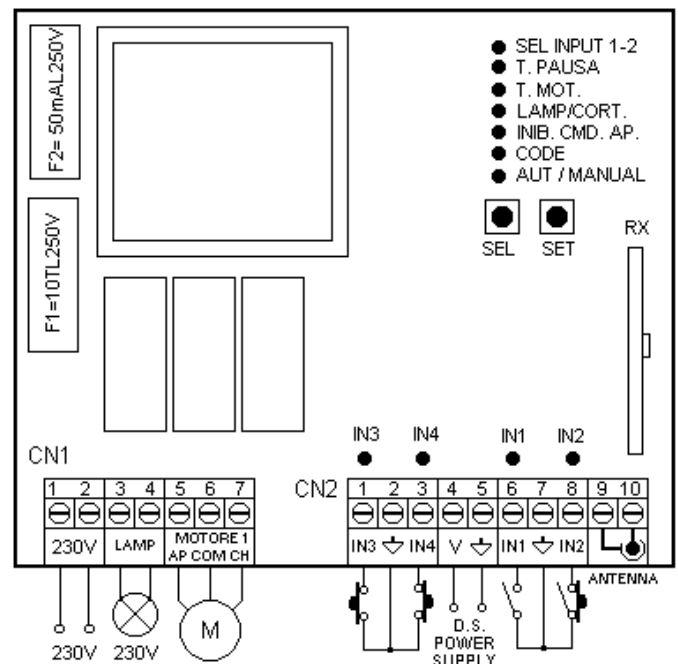 F2= 50mAL250V
F1=10TL250V
SEL INPUT 1-2
T. PAUSA
T. MOT.
LAMP/CORT.
INIB. CMD. AP.
CODE
AUT / MANUAL
SEL SET
RX
IN3 IN4 IN1 IN2
CN1
1 2 3 4 5 6 7
230V LAMP MOTORE 1
AP COM CH
230V 230V M
CN2
1 2 3 4 5 6 7 8 9 10
IN3 IN4 V IN1 IN2
ANTENNA
D.S.
POWER
SUPPLY